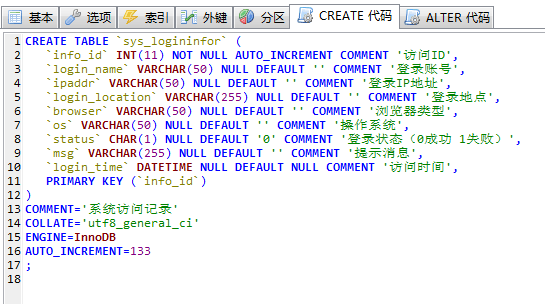 基本 选项 索引 外键 分区 CREATE 代码 ALTER 代码
1 CREATE TABLE `sys_logininfor` (
2 `info_id` INT(11) NOT NULL AUTO_INCREMENT COMMENT '访问ID',
3 `login_name` VARCHAR(50) NULL DEFAULT '' COMMENT '登录账号',
4 `ipaddr` VARCHAR(50) NULL DEFAULT '' COMMENT '登录IP地址',
5 `login_location` VARCHAR(255) NULL DEFAULT '' COMMENT '登录地点',
6 `browser` VARCHAR(50) NULL DEFAULT '' COMMENT '浏览器类型',
7 `os` VARCHAR(50) NULL DEFAULT '' COMMENT '操作系统',
8 `status` CHAR(1) NULL DEFAULT '0' COMMENT '登录状态（0成功 1失败）',
9 `msg` VARCHAR(255) NULL DEFAULT '' COMMENT '提示消息',
10 `login_time` DATETIME NULL DEFAULT NULL COMMENT '访问时间',
11 PRIMARY KEY (`info_id`)
12 )
13 COMMENT='系统访问记录'
14 COLLATE='utf8_general_ci'
15 ENGINE=InnoDB
16 AUTO_INCREMENT=133
17 ;
18